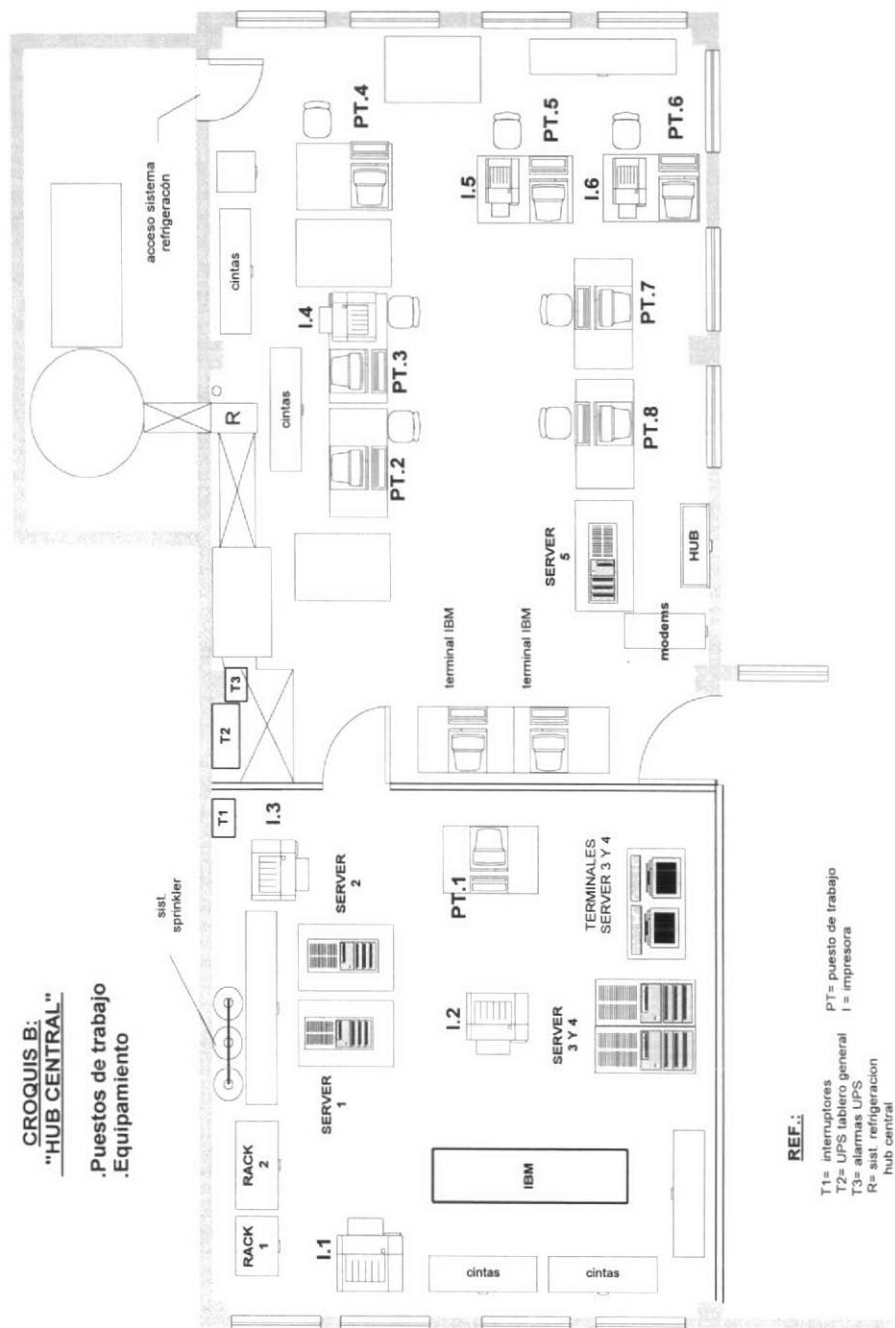 CROQUIS B:
"HUB CENTRAL"
.Puestos de trabajo
.Equipamiento
sist.
sprinkler
acceso sistema
refrigeracón
RACK
1
RACK
2
T1
T2
T3
R
cintas
cintas
I.1
SERVER
1
SERVER
2
I.3
PT.2
PT.3
I.4
PT.4
IBM
I.2
PT.1
terminal IBM
terminal IBM
I.5
PT.5
I.6
PT.6
cintas
cintas
SERVER
3 Y 4
TERMINALES
SERVER 3 Y 4
SERVER
5
PT.8
PT.7
modems
HUB
REF.:
T1= interruptores
T2= UPS tablero general
T3= alarmas UPS
R= sist. refrigeracion
hub central
PT= puesto de trabajo
I = impresora